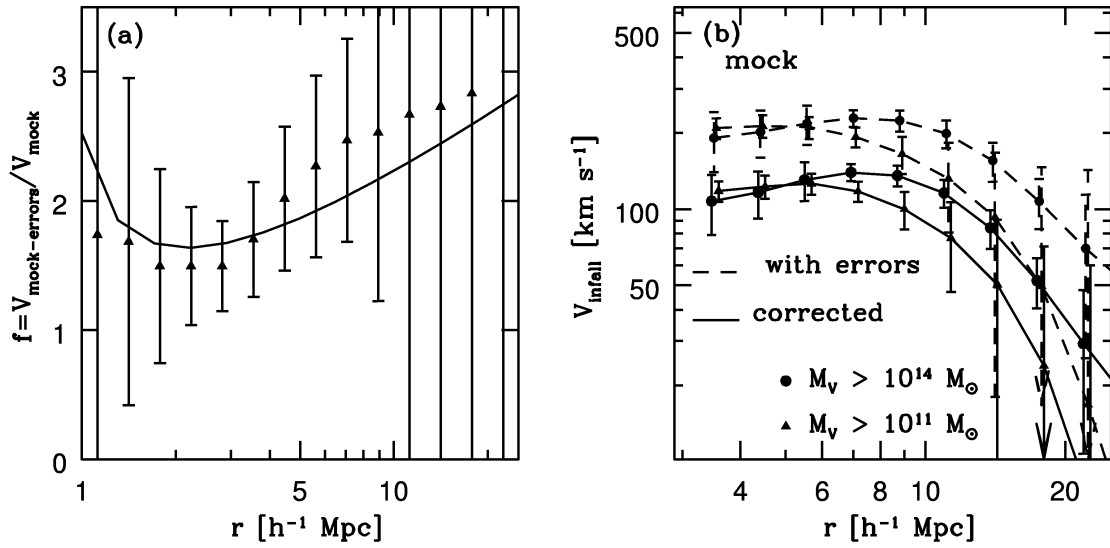 (a)
3
2
1
0
1
5
10
r [h⁻¹ Mpc]
f=V_mock-errors/V_mock
(b)
mock
500
100
50
V_infall [km s⁻¹]
with errors
corrected
M_V > 10¹⁴ M_⊙
M_V > 10¹¹ M_⊙
4
6
8
10
20
r [h⁻¹ Mpc]